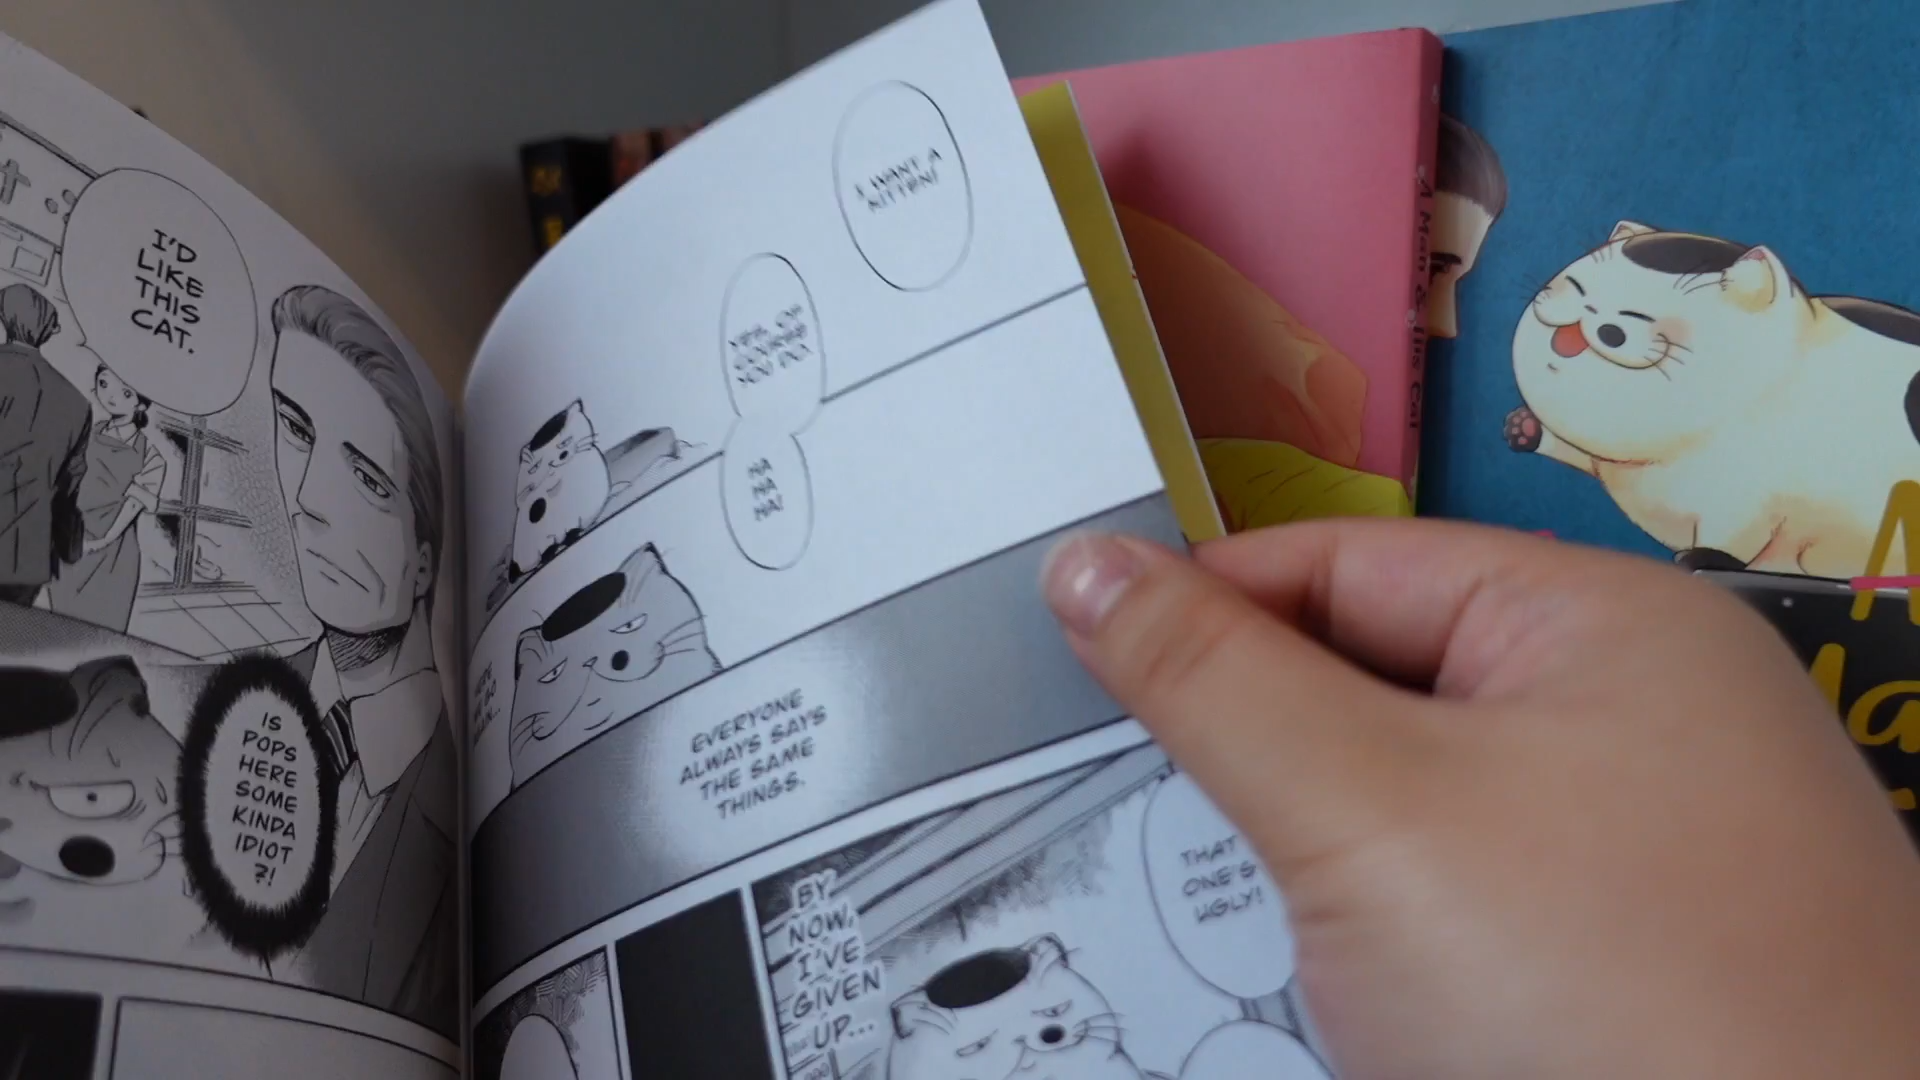 I'D
LIKE
THIS
CAT.
IS
POPS
HERE
SOME
KINDA
IDIOT
?!
I WANT A
KITTEN!
HA
HA
HA!
EVERYONE
ALWAYS SAYS
THE SAME
THINGS.
BY
NOW,
I'VE
GIVEN
UP...
THAT
ONE'S
UGLY!
A Man & His Cat